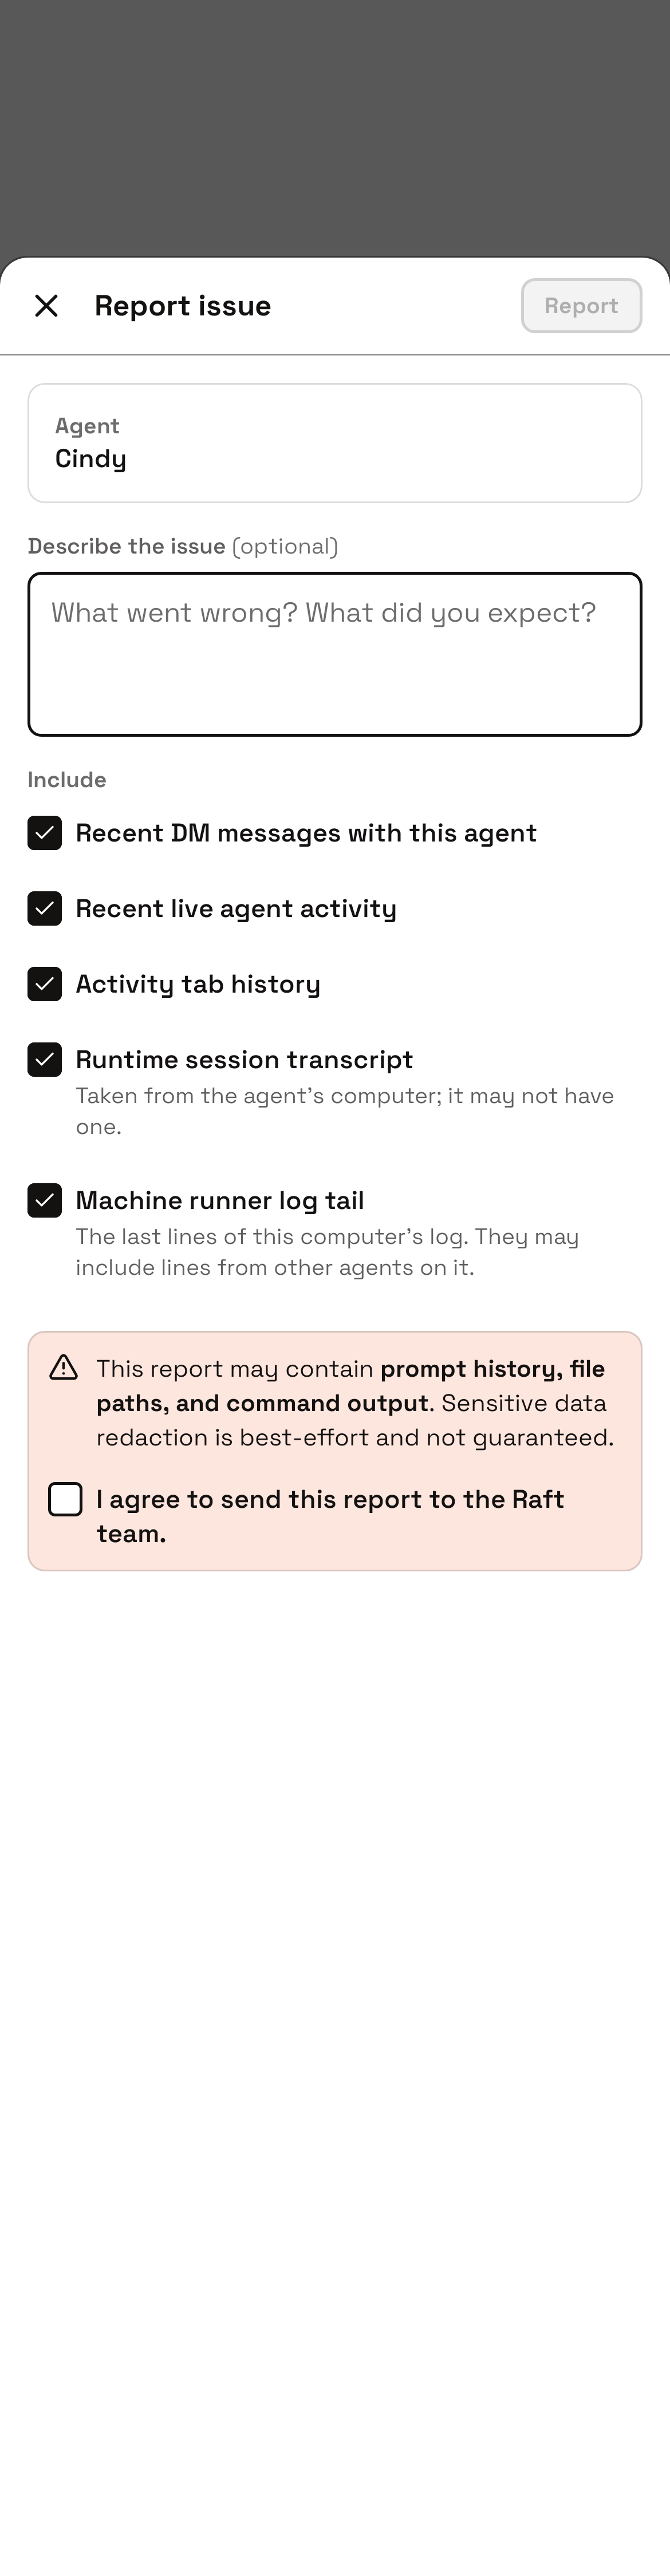 Report issue
Report
Agent
Cindy
Describe the issue (optional)
What went wrong? What did you expect?
Include
Recent DM messages with this agent
Recent live agent activity
Activity tab history
Runtime session transcript
Taken from the agent's computer; it may not have
one.
Machine runner log tail
The last lines of this computer's log. They may
include lines from other agents on it.
This report may contain prompt history, file
paths, and command output. Sensitive data
redaction is best-effort and not guaranteed.
I agree to send this report to the Raft
team.